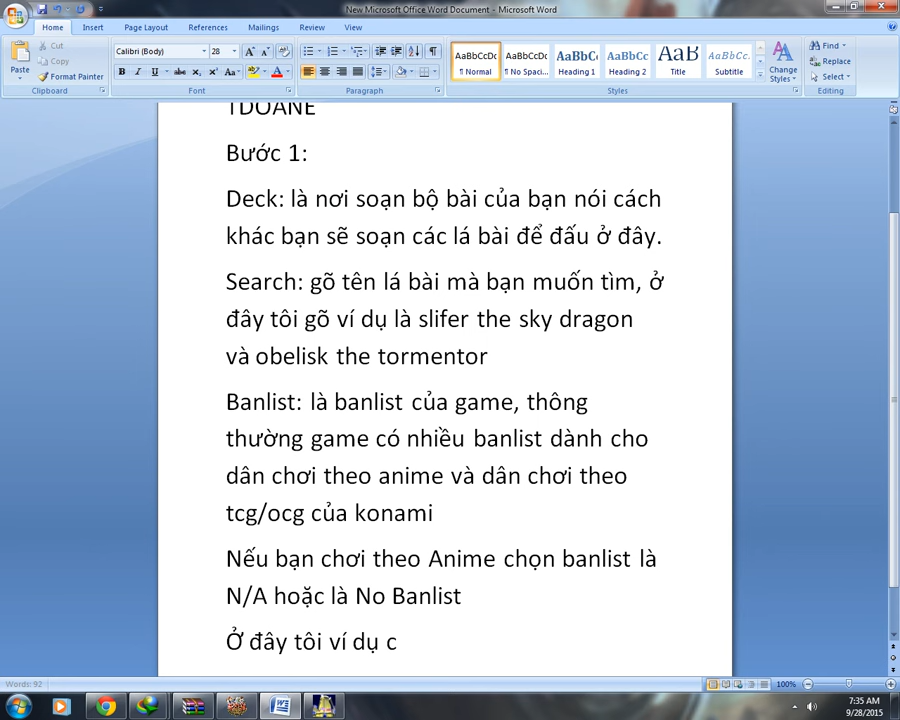 New Microsoft Office Word Document - Microsoft Word
Home Insert Page Layout References Mailings Review View
Paste
Cut
Copy
Format Painter
Clipboard
Calibri (Body) 28
Font
Paragraph
AaBbCcDc AaBbCcDc AaBbC AaBbCc AaB AaBbCc.
¶ Normal ¶ No Spaci... Heading 1 Heading 2 Title Subtitle
Change Styles
Styles
Find
Replace
Select
Editing
TDOANE
Bước 1:
Deck: là nơi soạn bộ bài của bạn nói cách
khác bạn sẽ soạn các lá bài để đấu ở đây.
Search: gõ tên lá bài mà bạn muốn tìm, ở
đây tôi gõ ví dụ là slifer the sky dragon
và obelisk the tormentor
Banlist: là banlist của game, thông
thường game có nhiều banlist dành cho
dân chơi theo anime và dân chơi theo
tcg/ocg của konami
Nếu bạn chơi theo Anime chọn banlist là
N/A hoặc là No Banlist
Ở đây tôi ví dụ c
Words: 92
100%
7:35 AM
9/28/2015